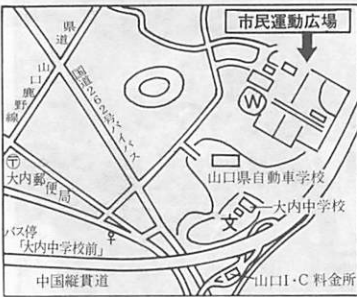 市民運動広場
県道
山口
鹿野線
国道262号バイパス
W
〒
大内郵便局
山口県自動車学校
大内中学校
バス停
「大内中学校前」
中国縦貫道
山口I・C料金所